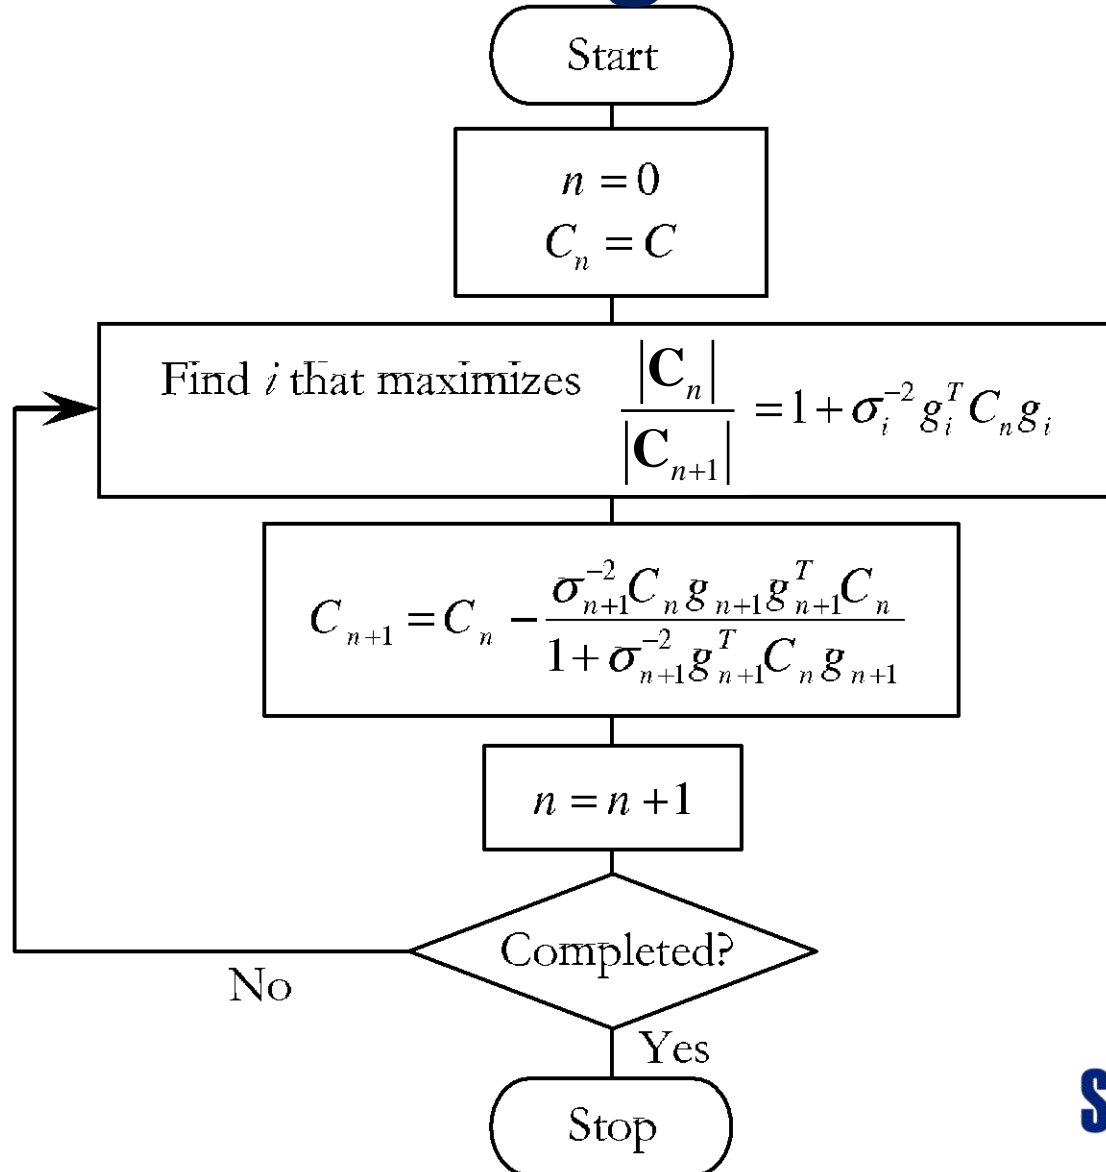 Start
n = 0
C_n = C
Find i that maximizes |C_n| / |C_{n+1}| = 1 + σ_i^{-2} g_i^T C_n g_i
C_{n+1} = C_n - (σ_{n+1}^{-2} C_n g_{n+1} g_{n+1}^T C_n) / (1 + σ_{n+1}^{-2} g_{n+1}^T C_n g_{n+1})
n = n + 1
Completed?
No
Yes
S
Stop